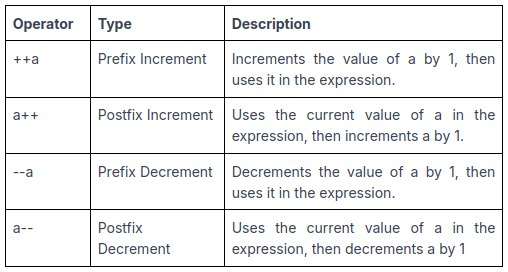 Operator Type Description
++a Prefix Increment Increments the value of a by 1, then
uses it in the expression.
a++ Postfix Increment Uses the current value of a in the
expression, then increments a by 1.
--a Prefix Decrement Decrements the value of a by 1, then
uses it in the expression.
a-- Postfix Uses the current value of a in the
Decrement expression, then decrements a by 1